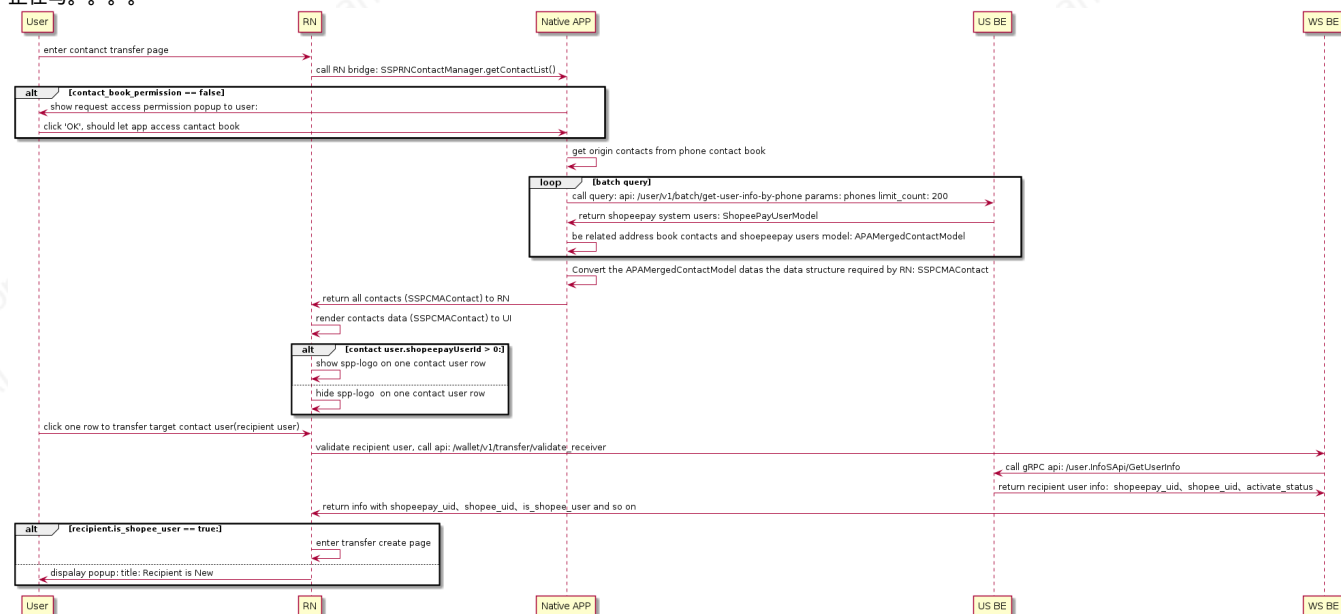 User RN Native APP US BE WS BE
enter contanct transfer page
call RN bridge: SSPRNContactManager.getContactList()
alt [contact_book_permission == false]
show request access permission popup to user:
click 'OK', should let app access cantact book
get origin contacts from phone contact book
loop [batch query]
call query: api: /user/v1/batch/get-user-info-by-phone params: phones limit_count: 200
return shopeepay system users: ShopeePayUserModel
be related address book contacts and shoepeepay users model: APAMergedContactModel
Convert the APAMergedContactModel datas the data structure required by RN: SSPCMAContact
return all contacts (SSPCMAContact) to RN
render contacts data (SSPCMAContact) to UI
alt [contact user.shopeepayUserId > 0:]
show spp-logo on one contact user row
hide spp-logo on one contact user row
click one row to transfer target contact user(recipient user)
validate recipient user, call api: /wallet/v1/transfer/validate_receiver
call gRPC api: /user.InfoSApi/GetUserInfo
return recipient user info: shopeepay_uid、shopee_uid、activate_status
return info with shopeepay_uid、shopee_uid、is_shopee_user and so on
alt [recipient.is_shopee_user == true:]
enter transfer create page
dispalay popup: title: Recipient is New
User RN Native APP US BE WS BE